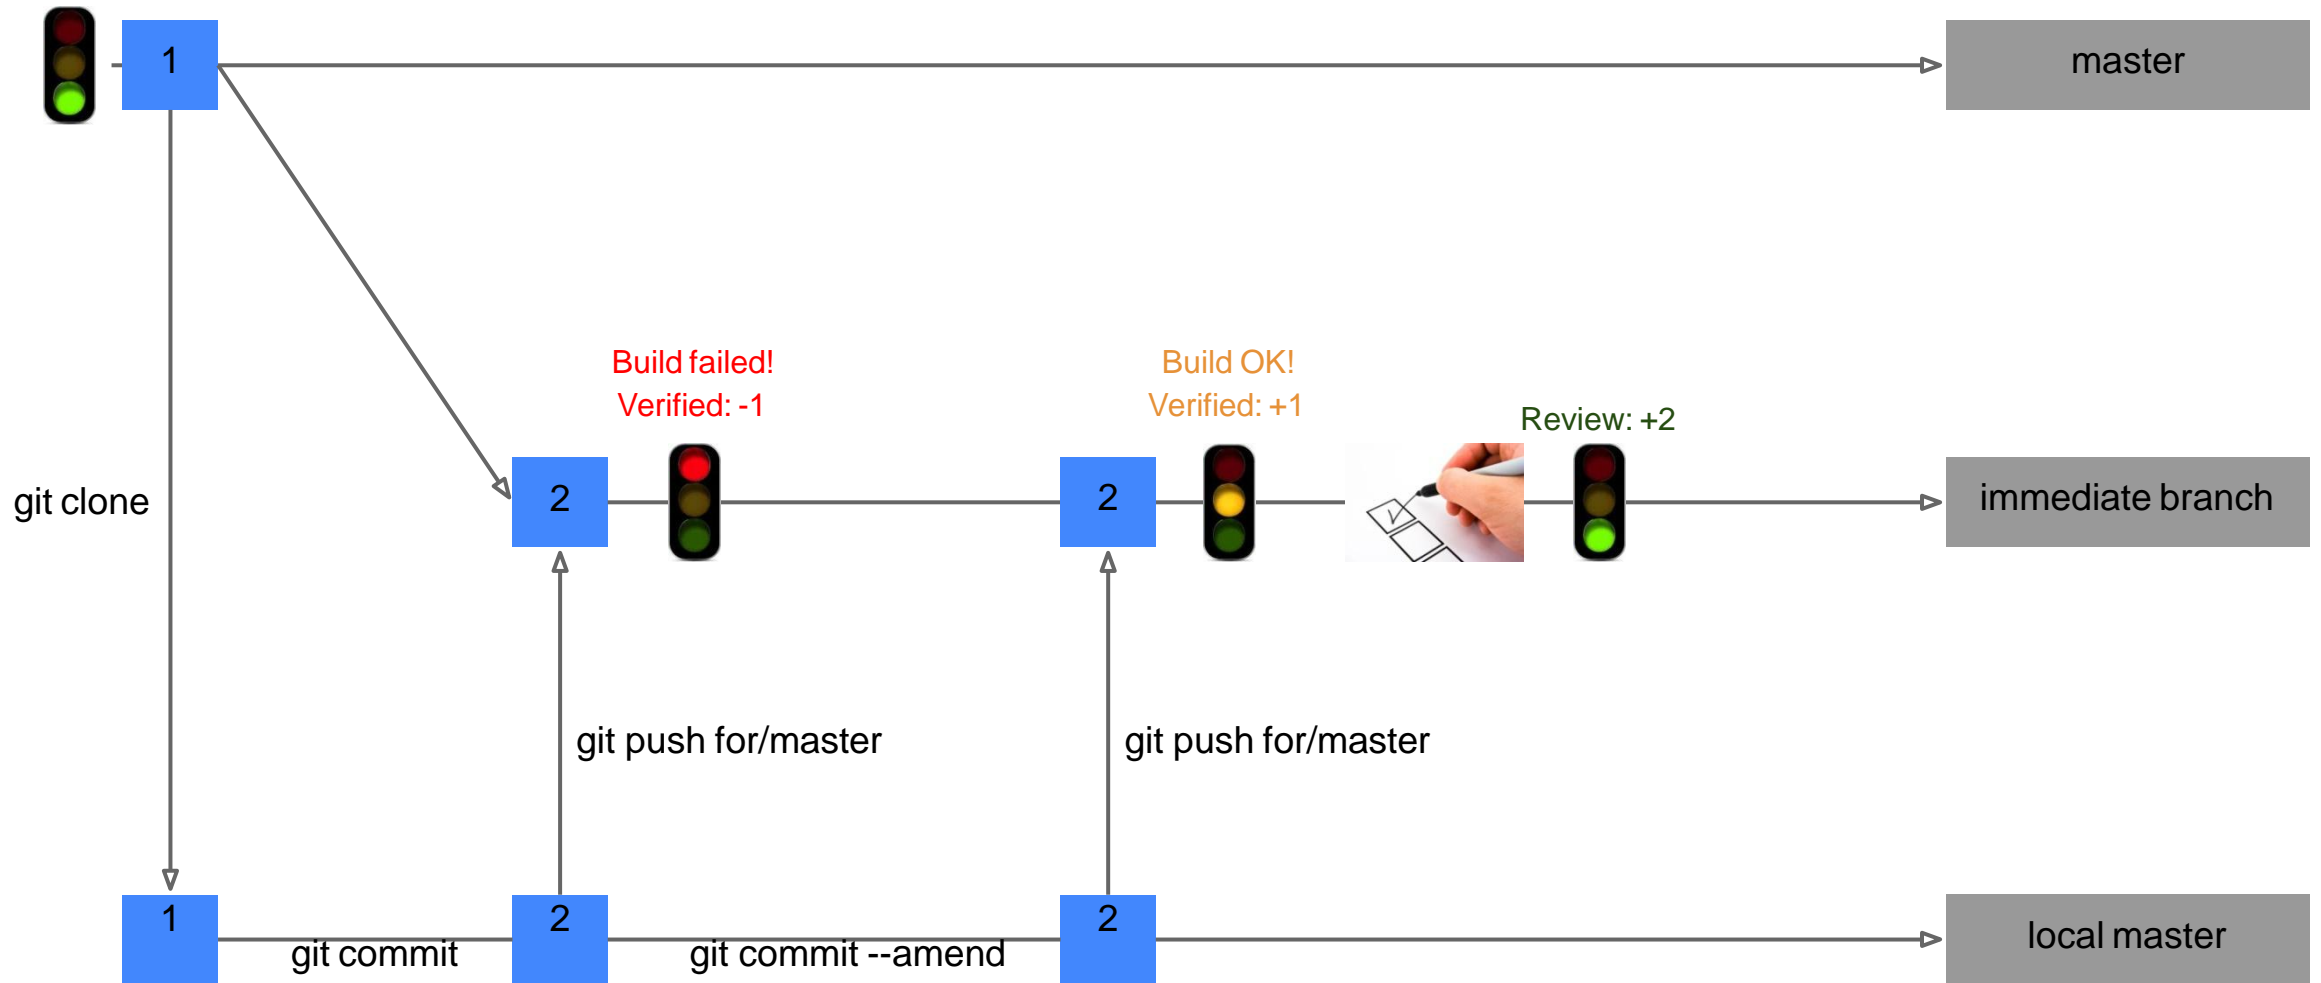 1
master
Build failed!
Verified: -1
Build OK!
Verified: +1
Review: +2
git clone
2
2
immediate branch
git push for/master
git push for/master
1
2
2
local master
git commit
git commit --amend